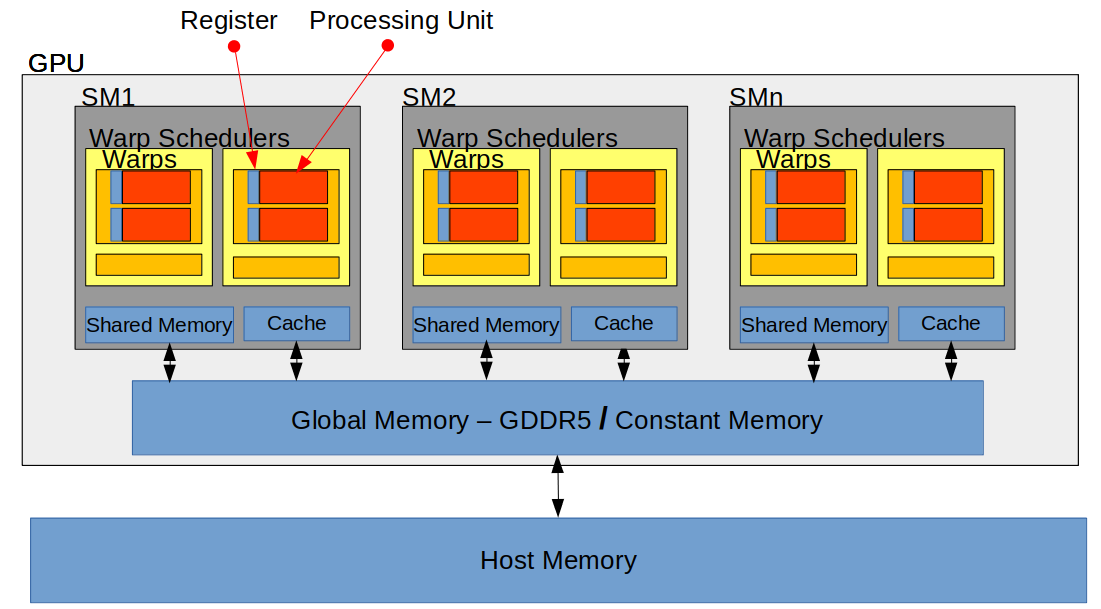 Register Processing Unit
GPU
SM1 SM2 SMn
Warp Schedulers Warp Schedulers Warp Schedulers
Warps Warps Warps
Shared Memory Cache Shared Memory Cache Shared Memory Cache
Global Memory – GDDR5 / Constant Memory
Host Memory